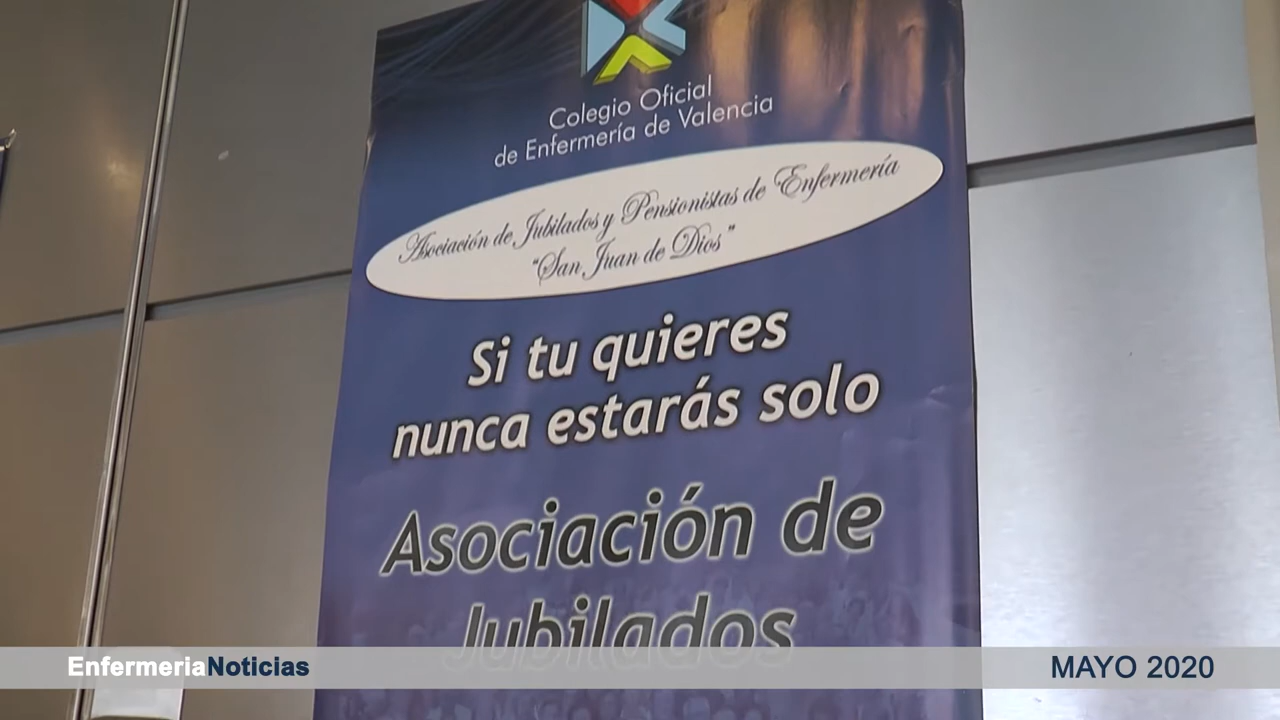 Colegio Oficial
de Enfermería de Valencia
Asociación de Jubilados y Pensionistas de Enfermería
"San Juan de Dios"
Si tu quieres
nunca estarás solo
Asociación de
Jubilados
EnfermeriaNoticias
MAYO 2020